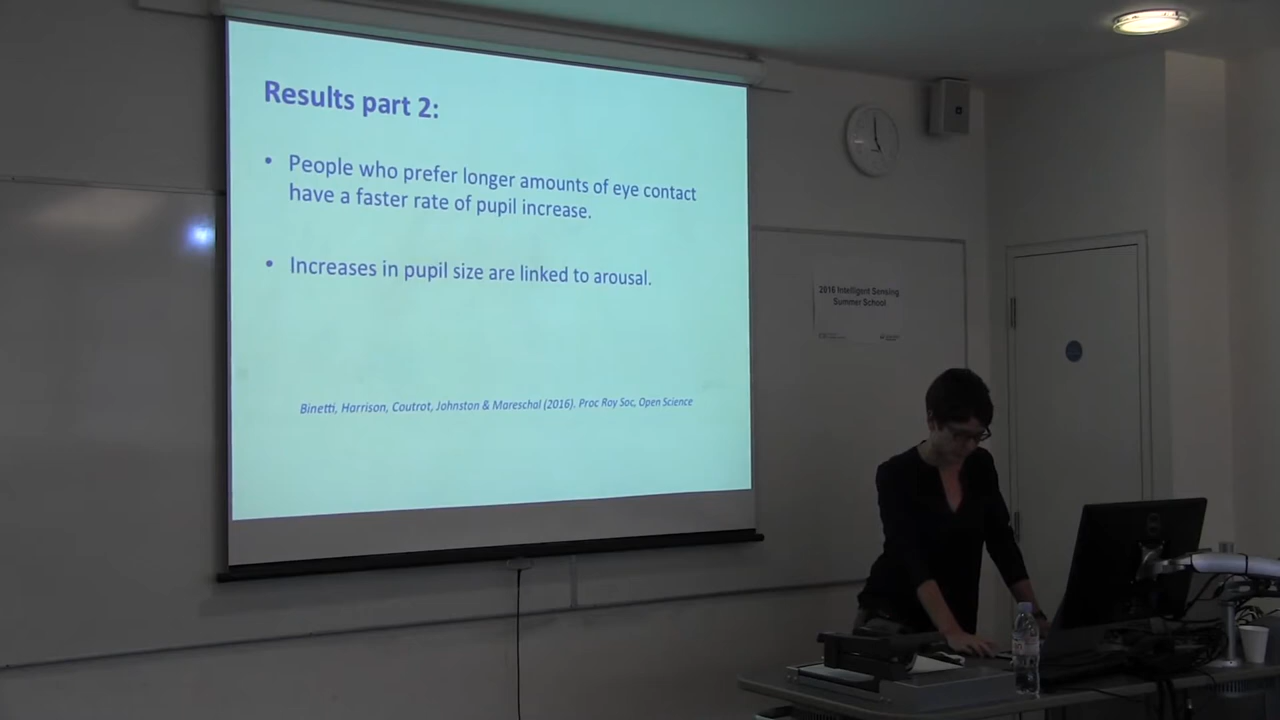 Results part 2:
• People who prefer longer amounts of eye contact
have a faster rate of pupil increase.
• Increases in pupil size are linked to arousal.
Binetti, Harrison, Coutrot, Johnston & Mareschal (2016). Proc Roy Soc, Open Science
2016 Intelligent Sensing
Summer School